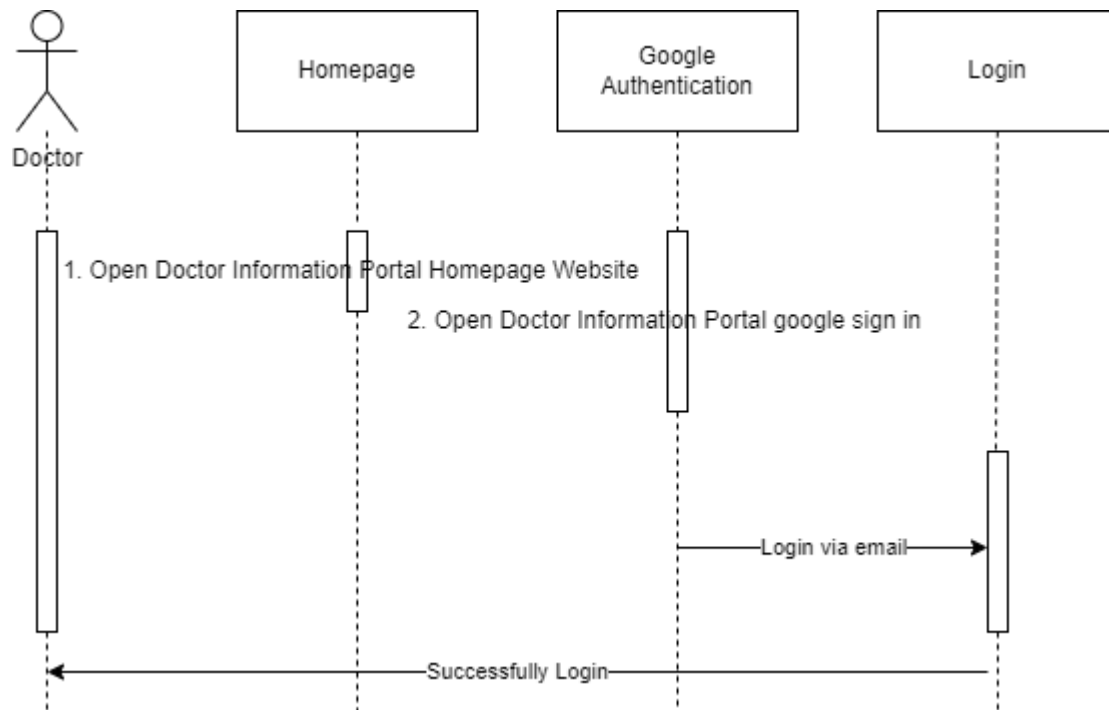 Homepage
Google
Authentication
Login
Doctor
1. Open Doctor Information Portal Homepage Website
2. Open Doctor Information Portal google sign in
Login via email
Successfully Login